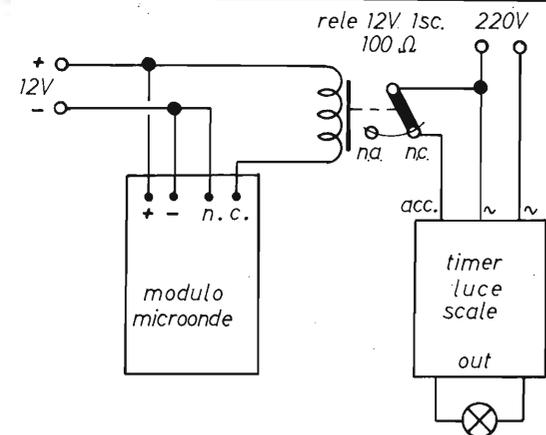 rele 12V. 1sc. 220V
100 Ω
+
12V
-
n.a. n.c.
acc. ~ ~
+ - n. c.
modulo
microonde
timer
luce
scale
out